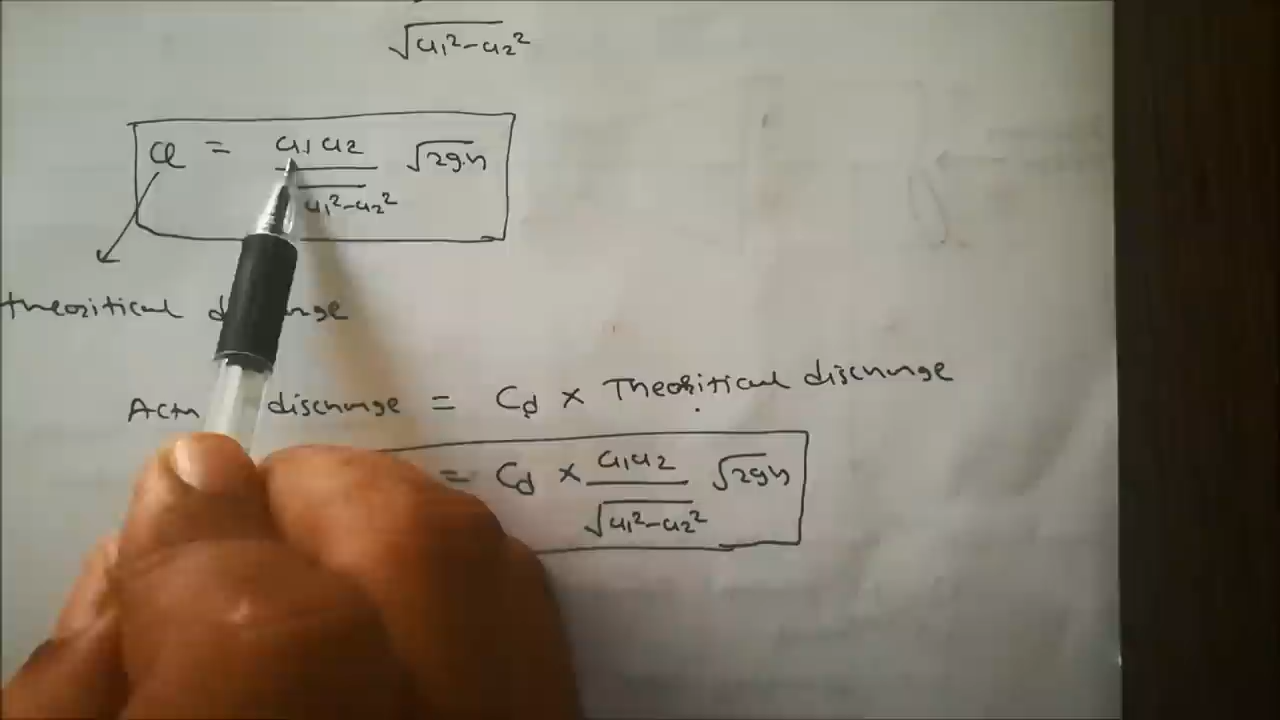 √a₁²-a₂²
Q = a₁a₂ / √a₁²-a₂² √2gh
theoritical
discharge = Cd × Theoritical discharge
= Cd × a₁a₂ / √a₁²-a₂² √2gh